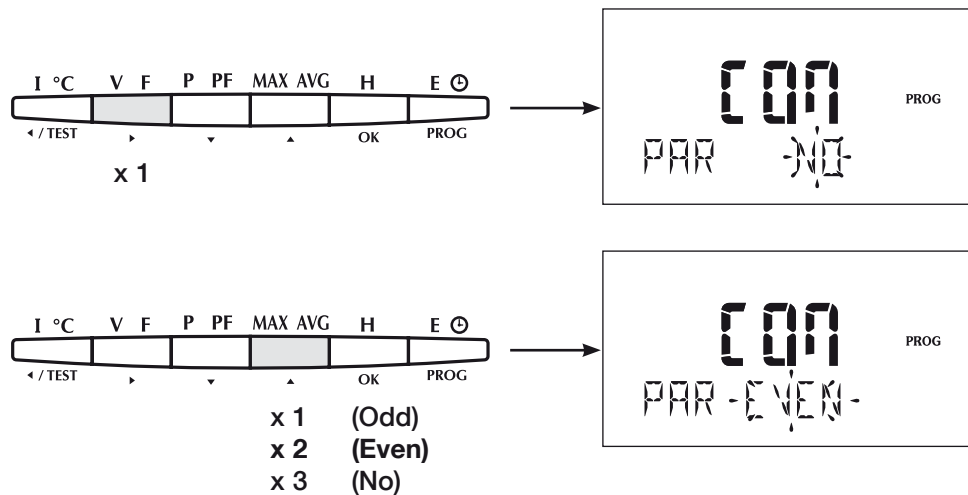 I °C V F P PF MAX AVG H E
/ TEST OK PROG
x 1
COM
PROG
PAR NO
I °C V F P PF MAX AVG H E
/ TEST OK PROG
x 1 (Odd)
x 2 (Even)
x 3 (No)
COM
PROG
PAR EVEN